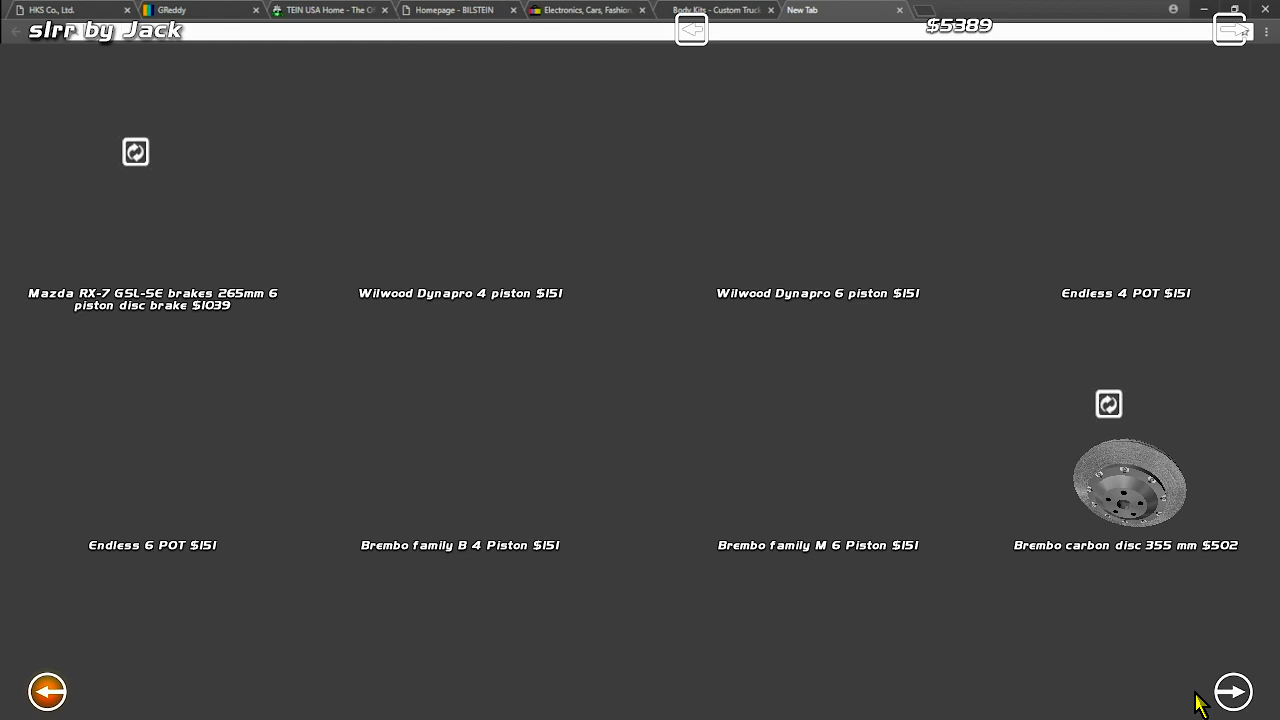 HKS Co., Ltd.
GReddy
TEIN USA Home - The Of
Homepage - BILSTEIN
Electronics, Cars, Fashion
Body Kits - Custom Truck
New Tab
slrr by Jack
$5389
Mazda RX-7 GSL-SE brakes 265mm 6
piston disc brake $1039
Wilwood Dynapro 4 piston $151
Wilwood Dynapro 6 piston $151
Endless 4 POT $151
Endless 6 POT $151
Brembo family B 4 Piston $151
Brembo family M 6 Piston $151
Brembo carbon disc 355 mm $502